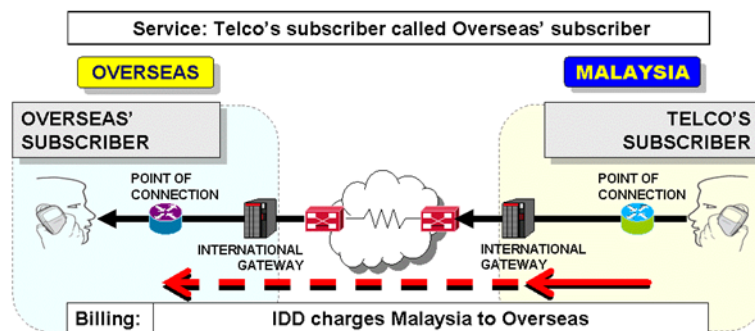 Service: Telco's subscriber called Overseas' subscriber
OVERSEAS
MALAYSIA
OVERSEAS'
SUBSCRIBER
TELCO'S
SUBSCRIBER
POINT OF
CONNECTION
POINT OF
CONNECTION
INTERNATIONAL
GATEWAY
INTERNATIONAL
GATEWAY
Billing: IDD charges Malaysia to Overseas